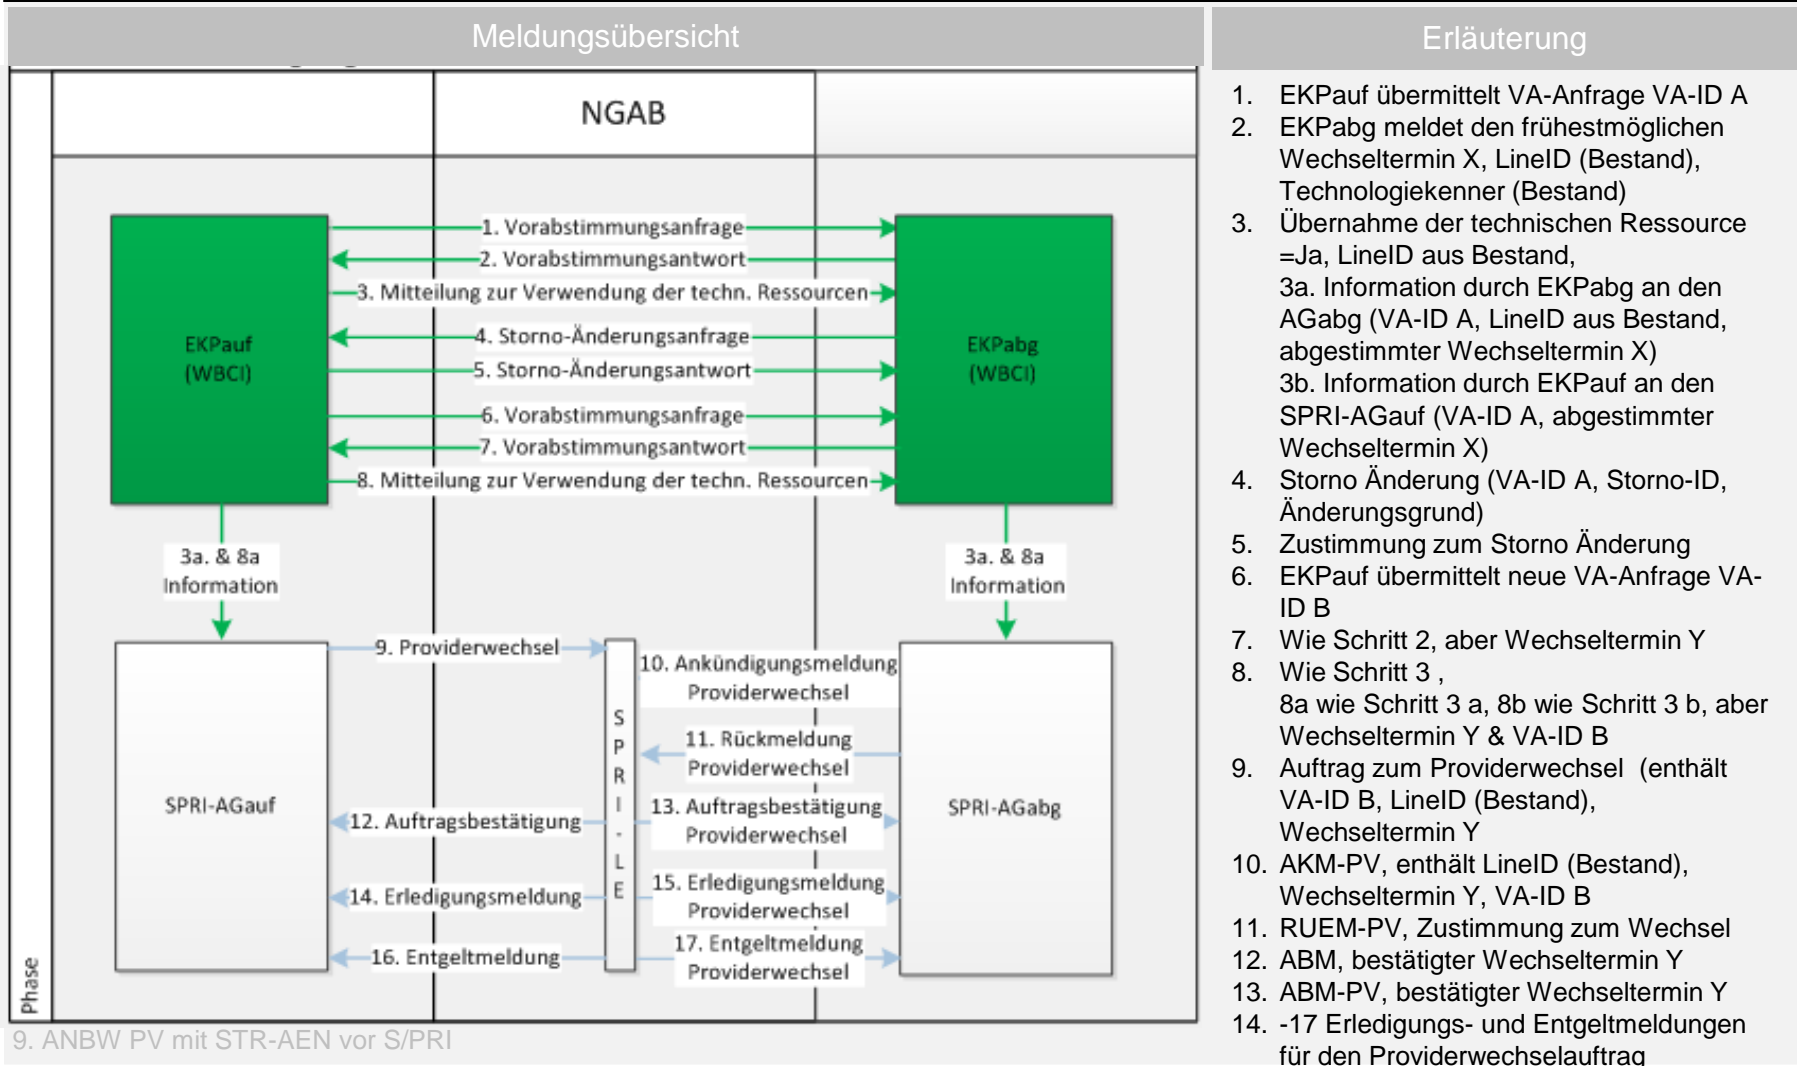 Meldungsübersicht
NGAB
1. Vorabstimmungsanfrage
2. Vorabstimmungsantwort
3. Mitteilung zur Verwendung der techn. Ressourcen
4. Storno-Änderungsanfrage
5. Storno-Änderungsantwort
6. Vorabstimmungsanfrage
7. Vorabstimmungsantwort
8. Mitteilung zur Verwendung der techn. Ressourcen
EKPauf
(WBCI)
EKPabg
(WBCI)
3a. & 8a
Information
3a. & 8a
Information
9. Providerwechsel
10. Ankündigungsmeldung
Providerwechsel
11. Rückmeldung
Providerwechsel
12. Auftragsbestätigung
13. Auftragsbestätigung
Providerwechsel
14. Erledigungsmeldung
15. Erledigungsmeldung
Providerwechsel
16. Entgeltmeldung
17. Entgeltmeldung
Providerwechsel
SPRI-AGauf
SPRI-LE
SPRI-AGabg
Phase
9. ANBW PV mit STR-AEN vor S/PRI
Erläuterung
1. EKPauf übermittelt VA-Anfrage VA-ID A
2. EKPabg meldet den frühestmöglichen
Wechseltermin X, LineID (Bestand),
Technologiekenner (Bestand)
3. Übernahme der technischen Ressource
=Ja, LineID aus Bestand,
3a. Information durch EKPabg an den
AGabg (VA-ID A, LineID aus Bestand,
abgestimmter Wechseltermin X)
3b. Information durch EKPauf an den
SPRI-AGauf (VA-ID A, abgestimmter
Wechseltermin X)
4. Storno Änderung (VA-ID A, Storno-ID,
Änderungsgrund)
5. Zustimmung zum Storno Änderung
6. EKPauf übermittelt neue VA-Anfrage VA-
ID B
7. Wie Schritt 2, aber Wechseltermin Y
8. Wie Schritt 3 ,
8a wie Schritt 3 a, 8b wie Schritt 3 b, aber
Wechseltermin Y & VA-ID B
9. Auftrag zum Providerwechsel (enthält
VA-ID B, LineID (Bestand),
Wechseltermin Y
10. AKM-PV, enthält LineID (Bestand),
Wechseltermin Y, VA-ID B
11. RUEM-PV, Zustimmung zum Wechsel
12. ABM, bestätigter Wechseltermin Y
13. ABM-PV, bestätigter Wechseltermin Y
14. -17 Erledigungs- und Entgeltmeldungen
für den Providerwechselauftrag